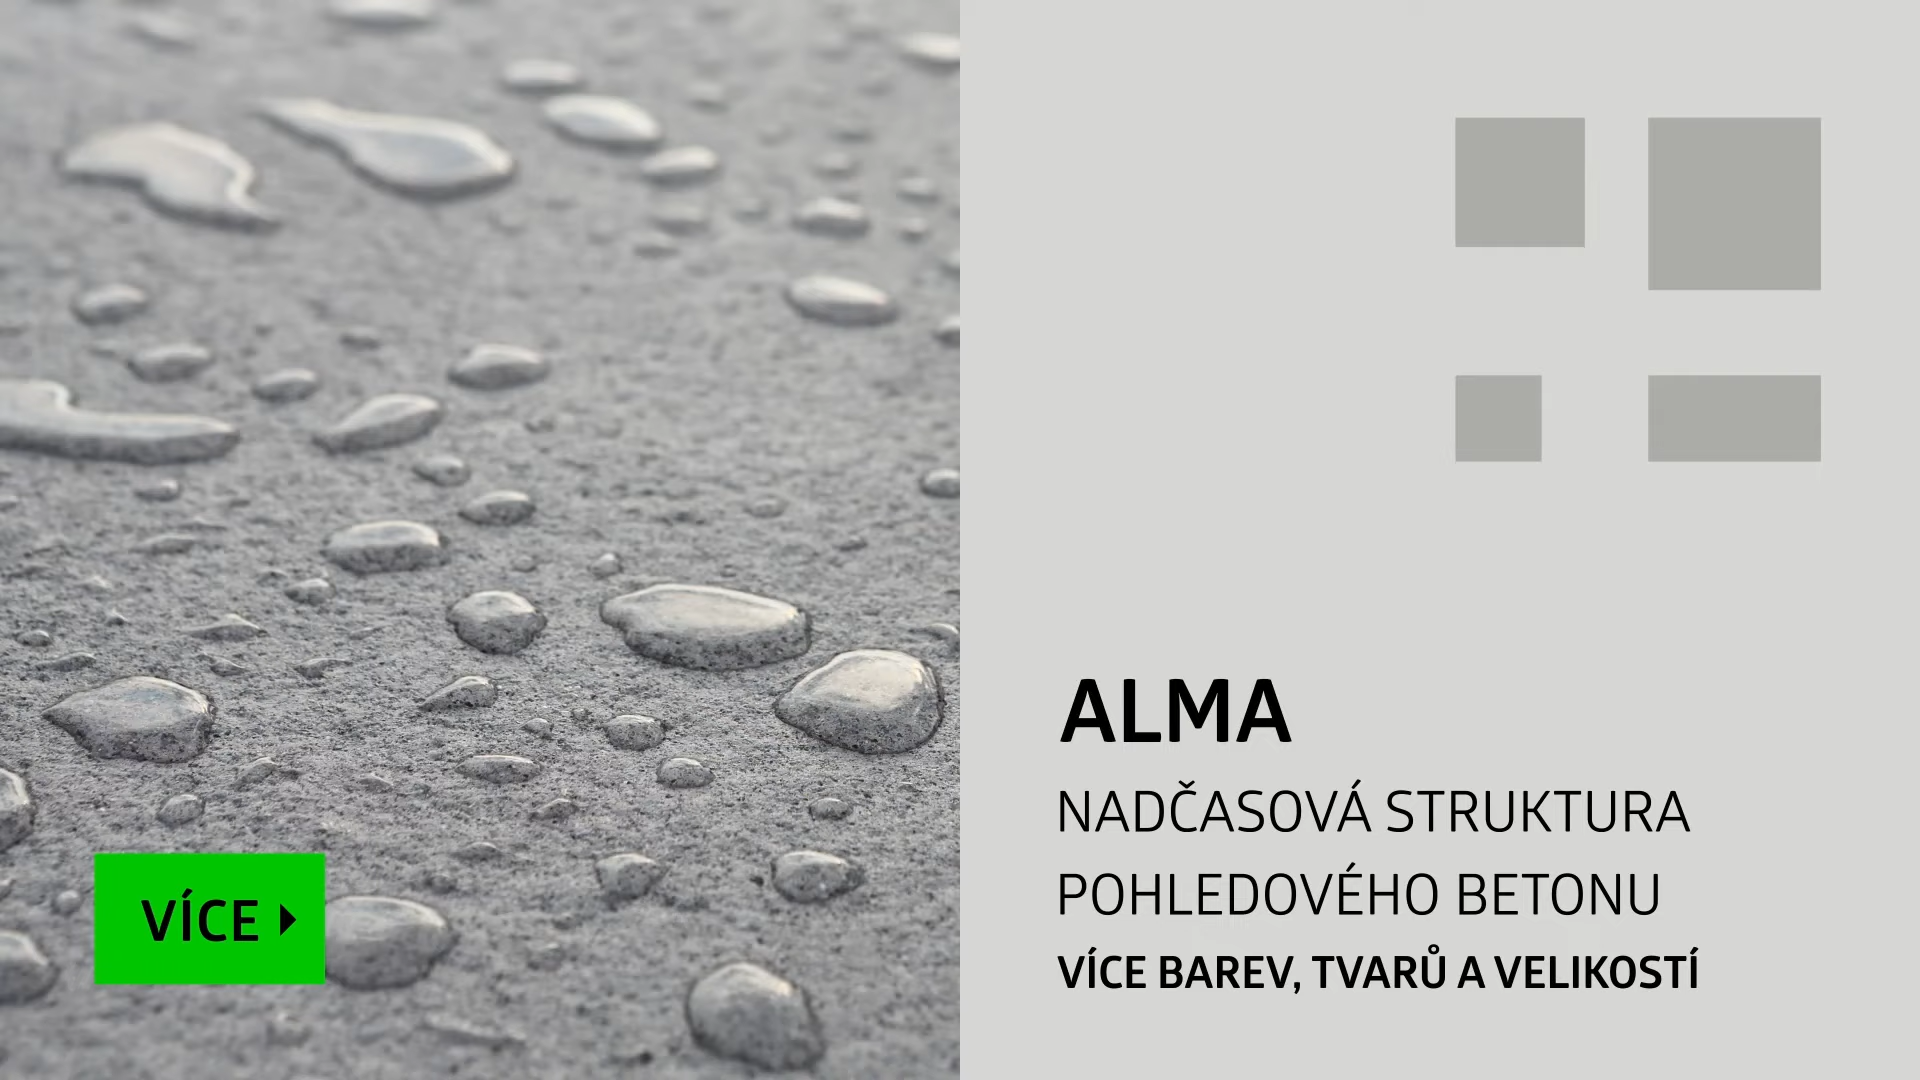 ALMA
NADČASOVÁ STRUKTURA
POHLEDOVÉHO BETONU
VÍCE BAREV, TVARŮ A VELIKOSTÍ
VÍCE